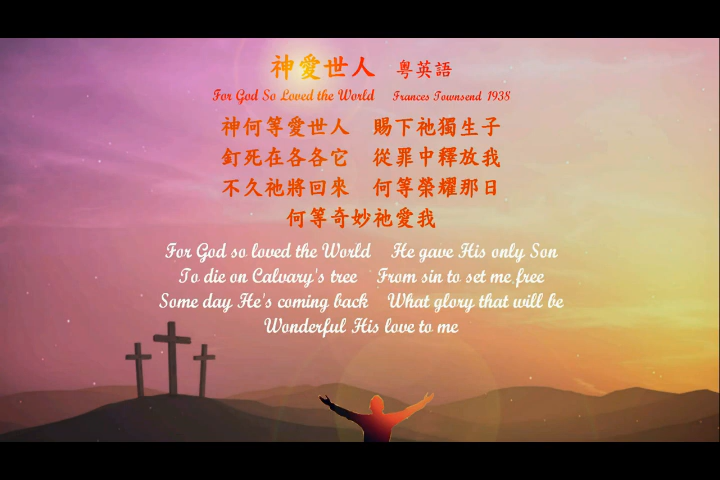 神愛世人 粵英語
For God So Loved the World Frances Townsend 1938
神何等愛世人 賜下祂獨生子
釘死在各各它 從罪中釋放我
不久祂將回來 何等榮耀那日
何等奇妙祂愛我
For God so loved the World He gave His only Son
To die on Calvary's tree From sin to set me free
Some day He's coming back What glory that will be
Wonderful His love to me